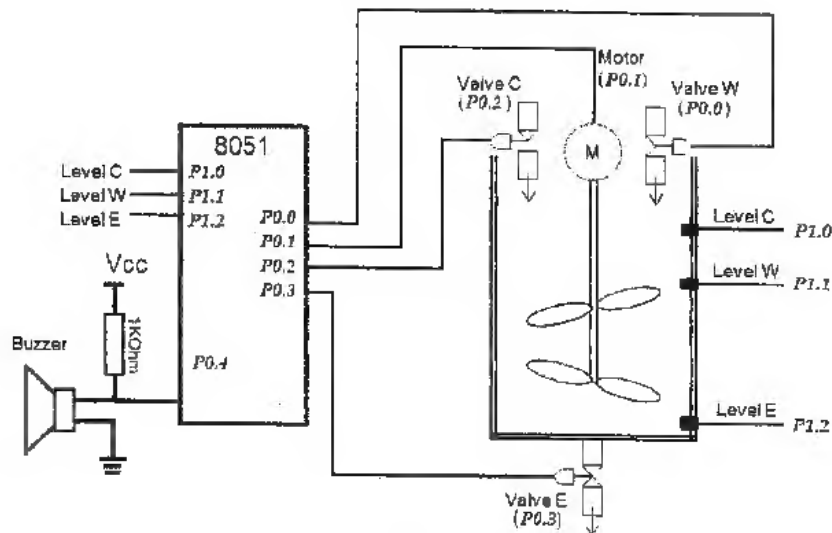 Motor
(P0.1)
Valve C
(P0.2)
Valve W
(P0.0)
8051
M
Level C
P1.0
Level W
P1.1
Level E
P1.2
P0.0
P0.1
P0.2
P0.3
Level C
P1.0
Level W
P1.1
Vcc
1KOhm
Buzzer
P0.4
Level E
P1.2
Valve E
(P0.3)